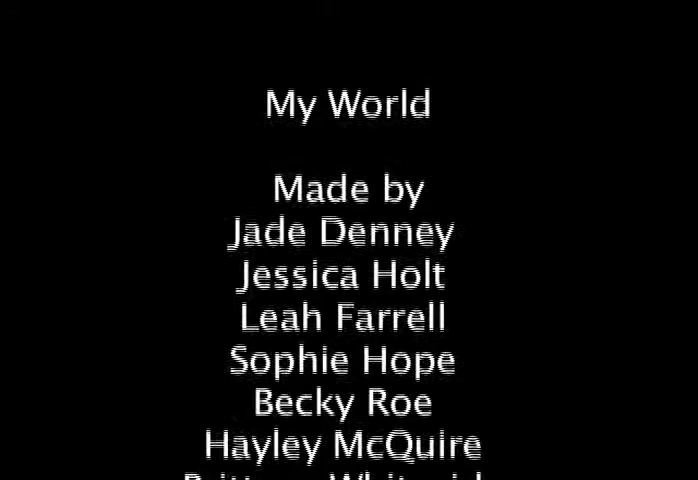 My World
Made by
Jade Denney
Jessica Holt
Leah Farrell
Sophie Hope
Becky Roe
Hayley McQuire